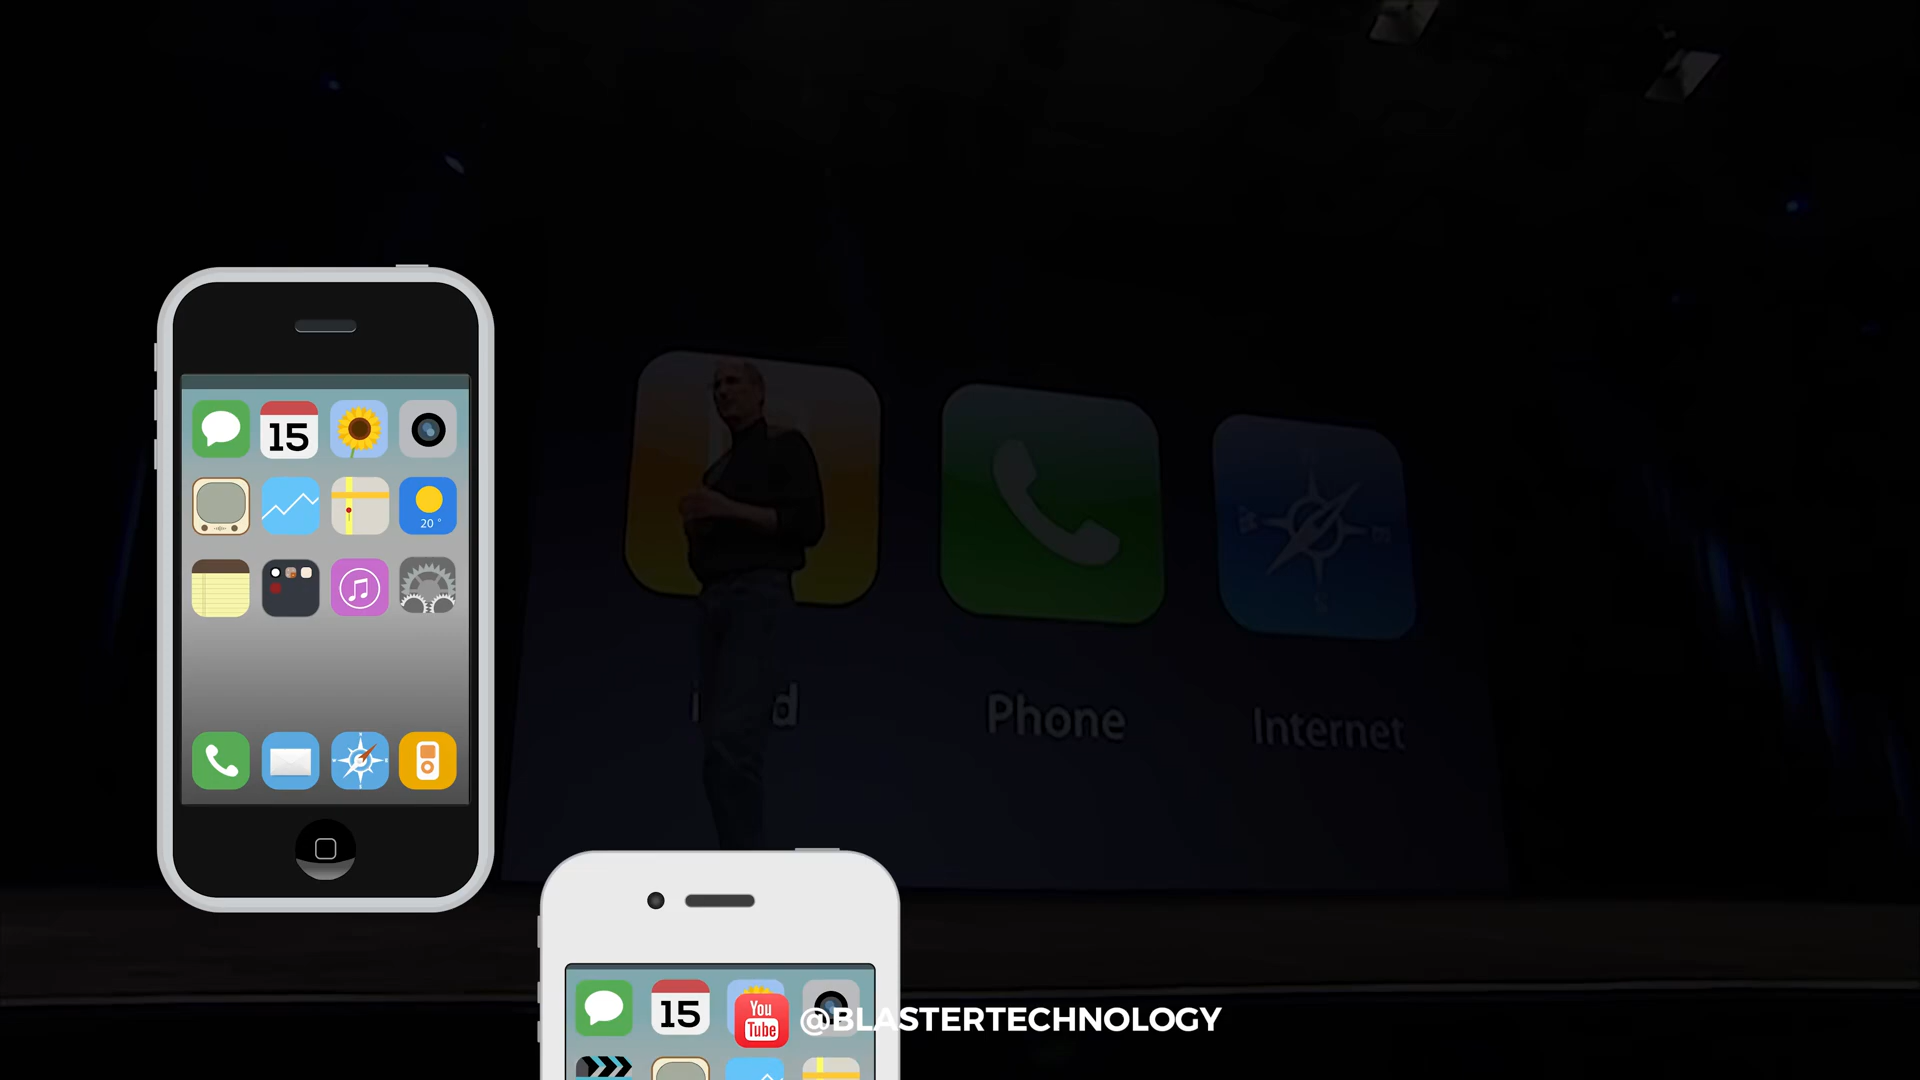 15
20°
i d
Phone
Internet
15
You
Tube
@BLASTERTECHNOLOGY